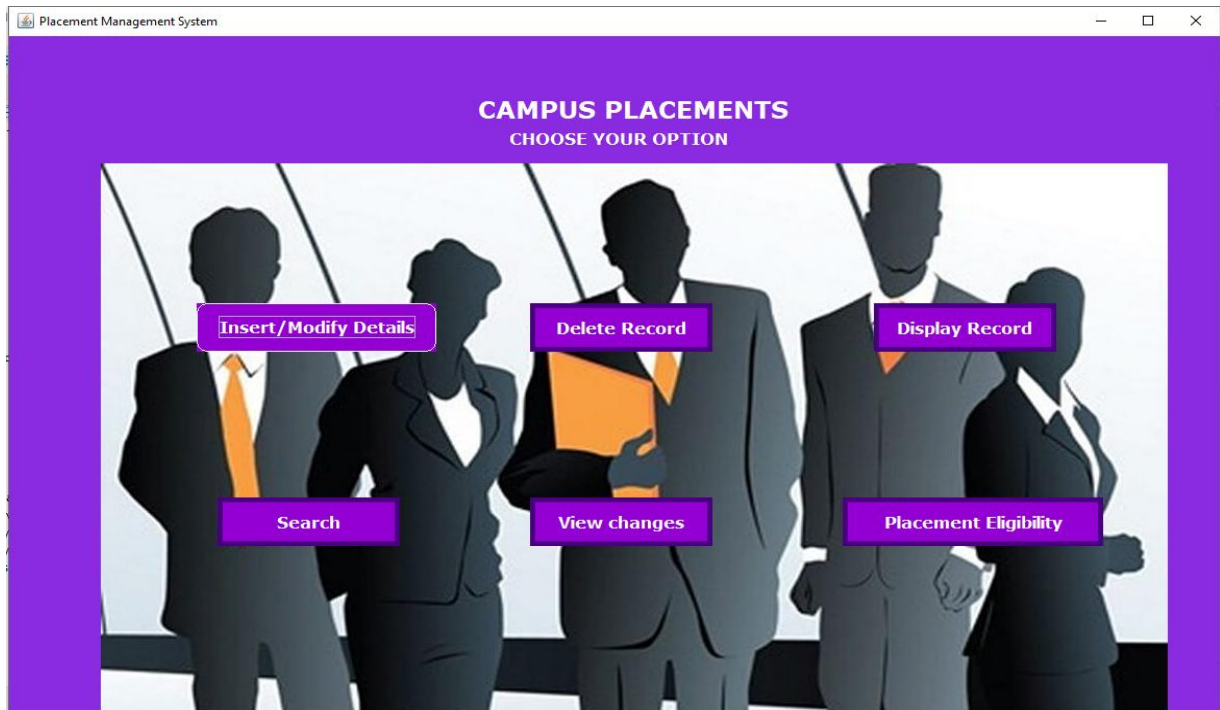 Placement Management System
CAMPUS PLACEMENTS
CHOOSE YOUR OPTION
Insert/Modify Details
Delete Record
Display Record
Search
View changes
Placement Eligibility